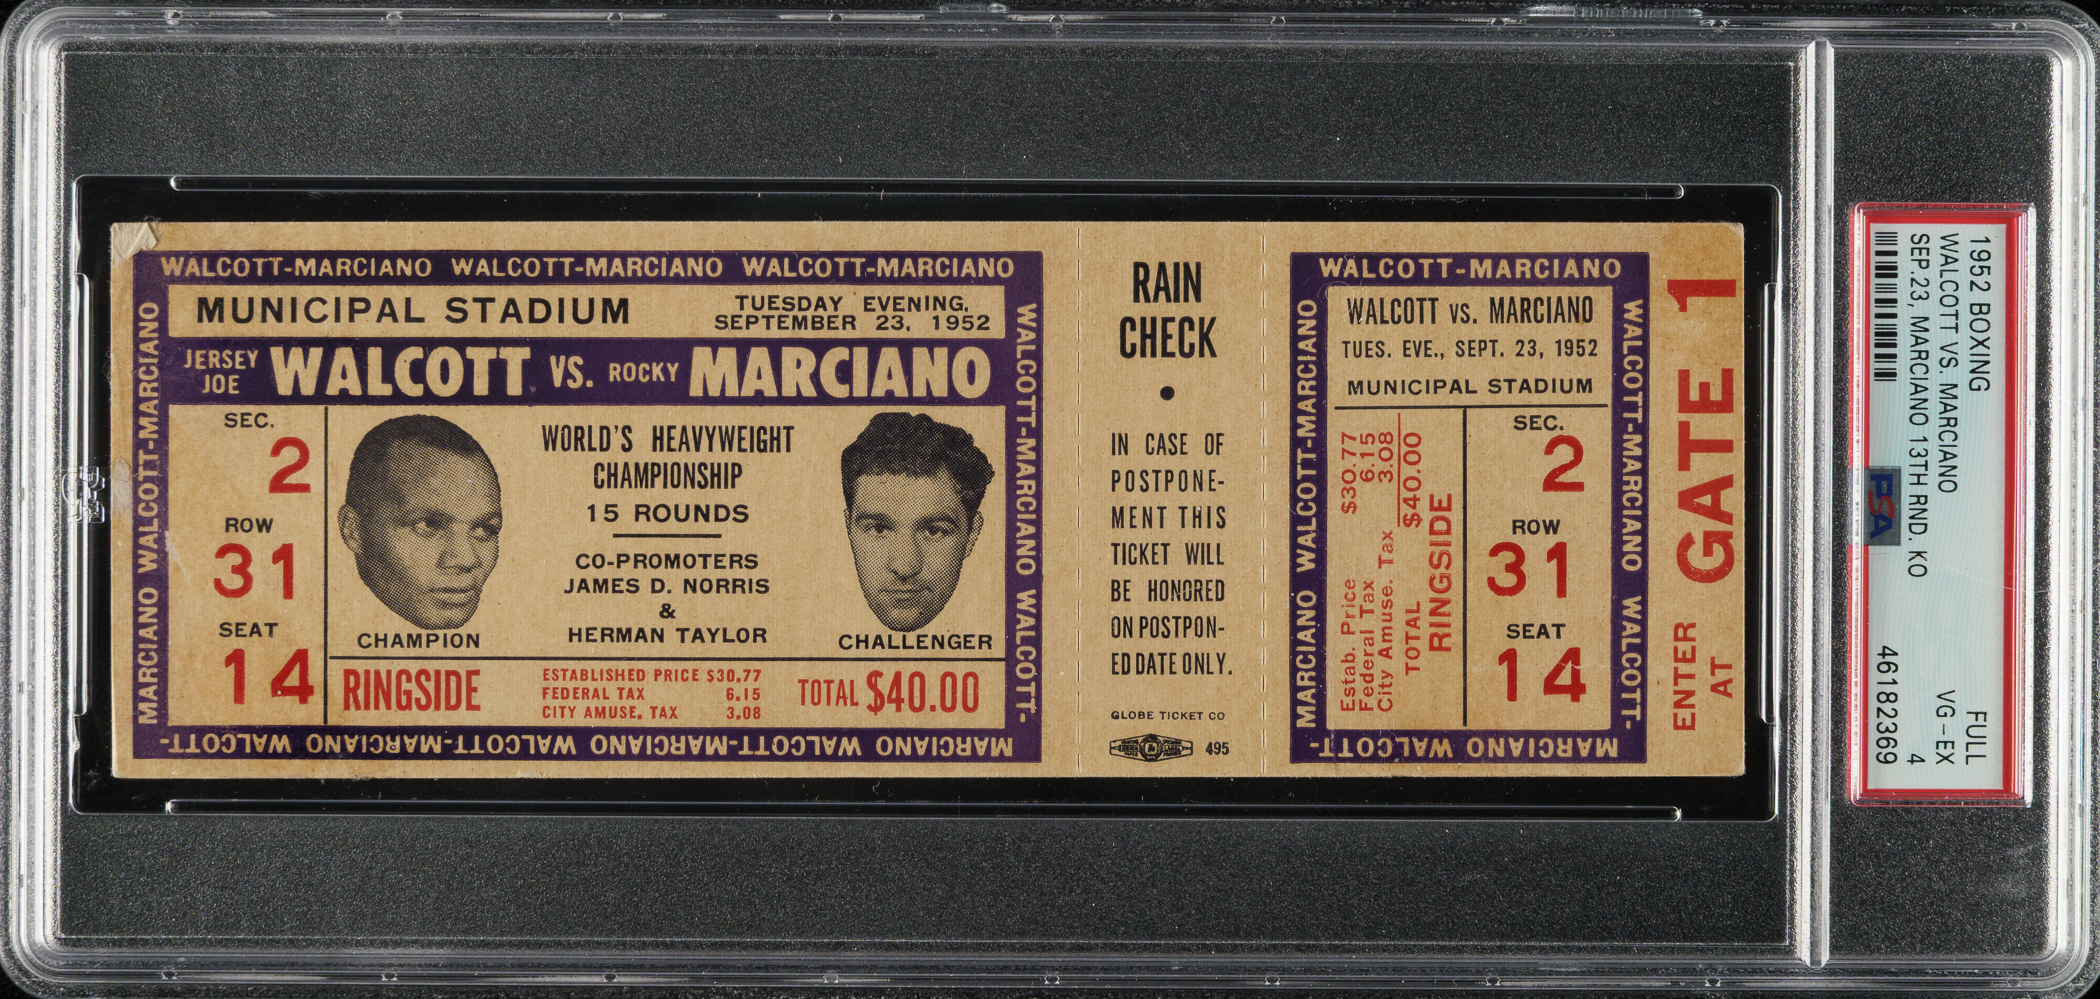 WALCOTT-MARCIANO WALCOTT-MARCIANO WALCOTT-MARCIANO
MARCIANO WALCOTT-MARCIANO
WALCOTT-MARCIANO WALCOTT-
MARCIANO WALCOTT-MARCIANO WALCOTT-MARCIANO WALCOTT-
MUNICIPAL STADIUM
TUESDAY EVENING,
SEPTEMBER 23, 1952
JERSEY JOE WALCOTT VS. ROCKY MARCIANO
SEC.
2
ROW
31
SEAT
14
CHAMPION
WORLD'S HEAVYWEIGHT
CHAMPIONSHIP
15 ROUNDS
CO-PROMOTERS
JAMES D. NORRIS
&
HERMAN TAYLOR
CHALLENGER
RINGSIDE
ESTABLISHED PRICE $30.77
FEDERAL TAX 6.15
CITY AMUSE. TAX 3.08
TOTAL $40.00
RAIN
CHECK
•
IN CASE OF
POSTPONE-
MENT THIS
TICKET WILL
BE HONORED
ON POSTPON-
ED DATE ONLY.
GLOBE TICKET CO
495
WALCOTT-MARCIANO
MARCIANO WALCOTT-MARCIANO
WALCOTT-MARCIANO WALCOTT-
MARCIANO WALCOTT-
WALCOTT VS. MARCIANO
TUES. EVE., SEPT. 23, 1952
MUNICIPAL STADIUM
Estab. Price $30.77
Federal Tax 6.15
City Amuse. Tax 3.08
TOTAL $40.00
RINGSIDE
SEC.
2
ROW
31
SEAT
14
ENTER
AT
GATE 1
1952 BOXING FULL
WALCOTT VS. MARCIANO VG-EX
SEP.23, MARCIANO 13TH RND. KO 4
46182369
PSA